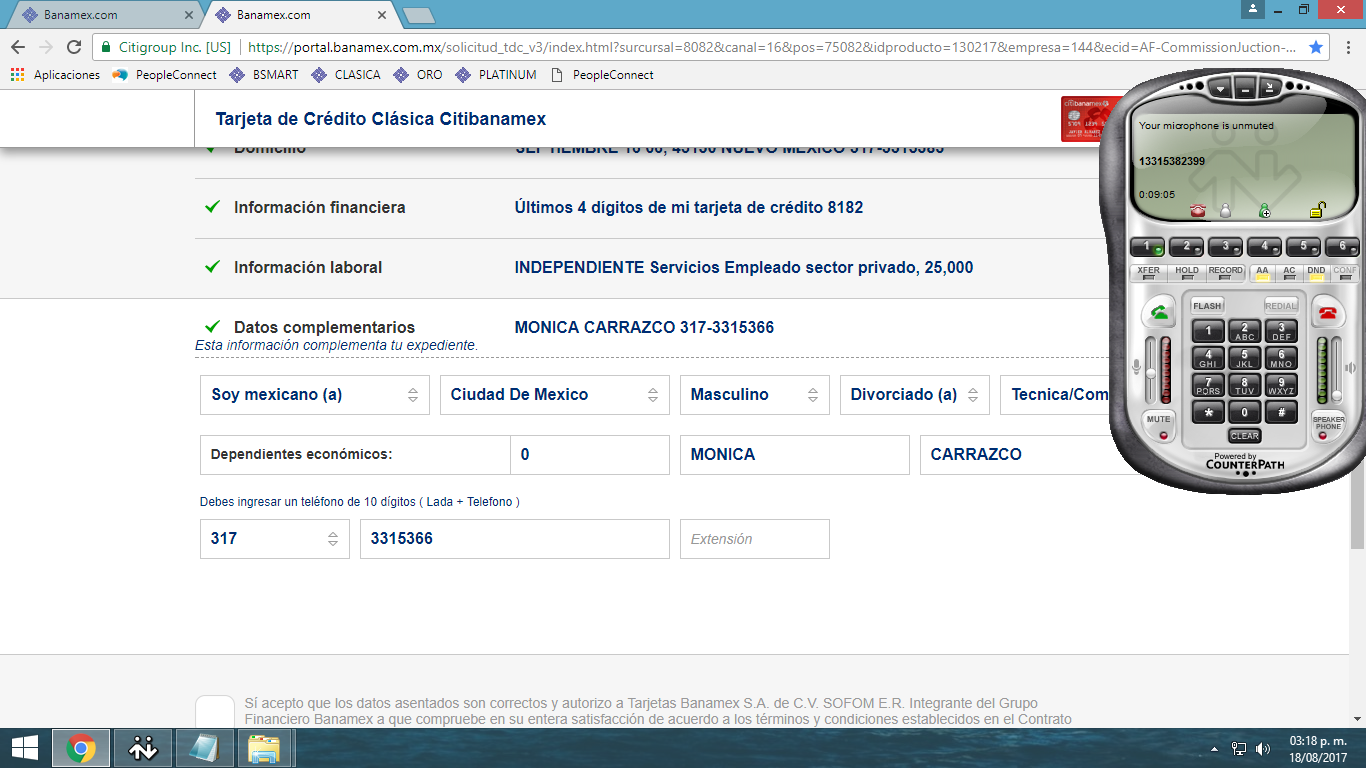 Banamex.com
Banamex.com
Citigroup Inc. [US] https://portal.banamex.com.mx/solicitud_tdc_v3/index.html?surcursal=8082&canal=16&pos=75082&idproducto=130217&empresa=144&ecid=AF-CommissionJuction-...
Aplicaciones PeopleConnect BSMART CLASICA ORO PLATINUM PeopleConnect
Tarjeta de Crédito Clásica Citibanamex
citibanamex
Domicilio SEPTIEMBRE 16 66, 45150 NUEVO MEXICO 317-3315385
Información financiera Últimos 4 dígitos de mi tarjeta de crédito 8182
Información laboral INDEPENDIENTE Servicios Empleado sector privado, 25,000
Datos complementarios MONICA CARRAZCO 317-3315366
Esta información complementa tu expediente.
Soy mexicano (a) Ciudad De Mexico Masculino Divorciado (a) Tecnica/Com
Dependientes económicos: 0 MONICA CARRAZCO
Debes ingresar un teléfono de 10 dígitos ( Lada + Telefono )
317 3315366 Extensión
Sí acepto que los datos asentados son correctos y autorizo a Tarjetas Banamex S.A. de C.V. SOFOM E.R. Integrante del Grupo
Financiero Banamex a que compruebe en su entera satisfacción de acuerdo a los términos y condiciones establecidos en el Contrato
Your microphone is unmuted
13315382399
0:09:05
1 2 3 4 5 6
XFER HOLD RECORD AA AC DND CONF
FLASH REDIAL
1 2 ABC 3 DEF
4 GHI 5 JKL 6 MNO
7 PQRS 8 TUV 9 WXYZ
* 0 #
MUTE CLEAR SPEAKER PHONE
Powered by
COUNTERPATH
03:18 p. m.
18/08/2017